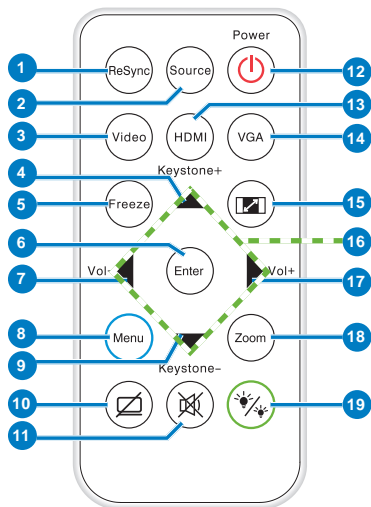 Power
1
ReSync
Source
12
2
13
3
Video
HDMI
VGA
14
4
Keystone+
5
Freeze
15
6
16
7
Vol-
Enter
Vol+
17
8
Menu
Zoom
18
9
Keystone-
10
19
11